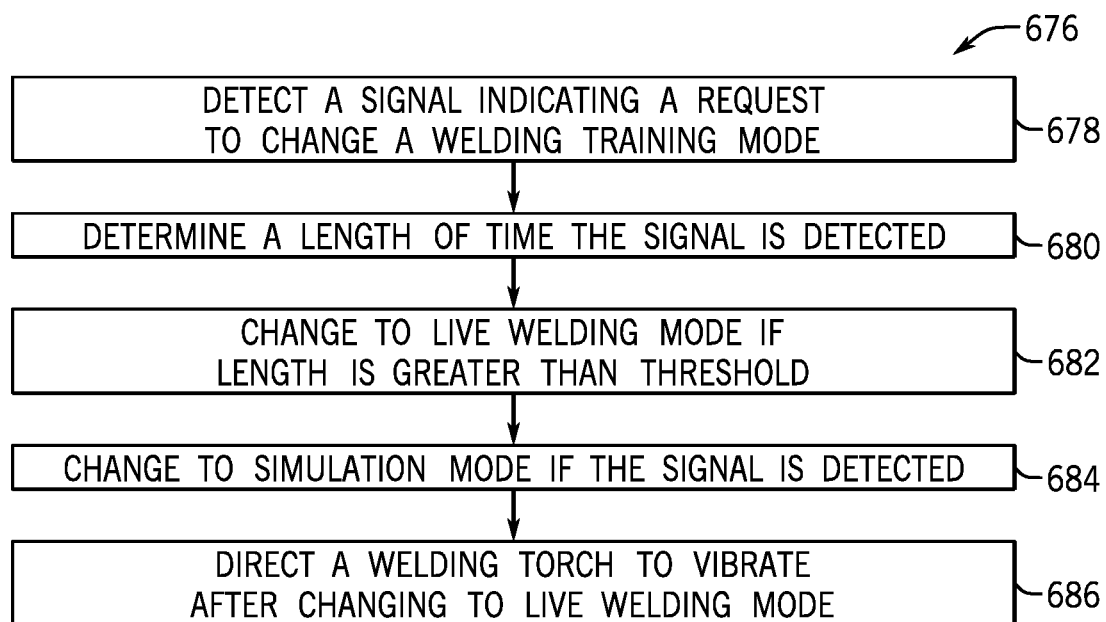 676
DETECT A SIGNAL INDICATING A REQUEST
TO CHANGE A WELDING TRAINING MODE
678
DETERMINE A LENGTH OF TIME THE SIGNAL IS DETECTED
680
CHANGE TO LIVE WELDING MODE IF
LENGTH IS GREATER THAN THRESHOLD
682
CHANGE TO SIMULATION MODE IF THE SIGNAL IS DETECTED
684
DIRECT A WELDING TORCH TO VIBRATE
AFTER CHANGING TO LIVE WELDING MODE
686